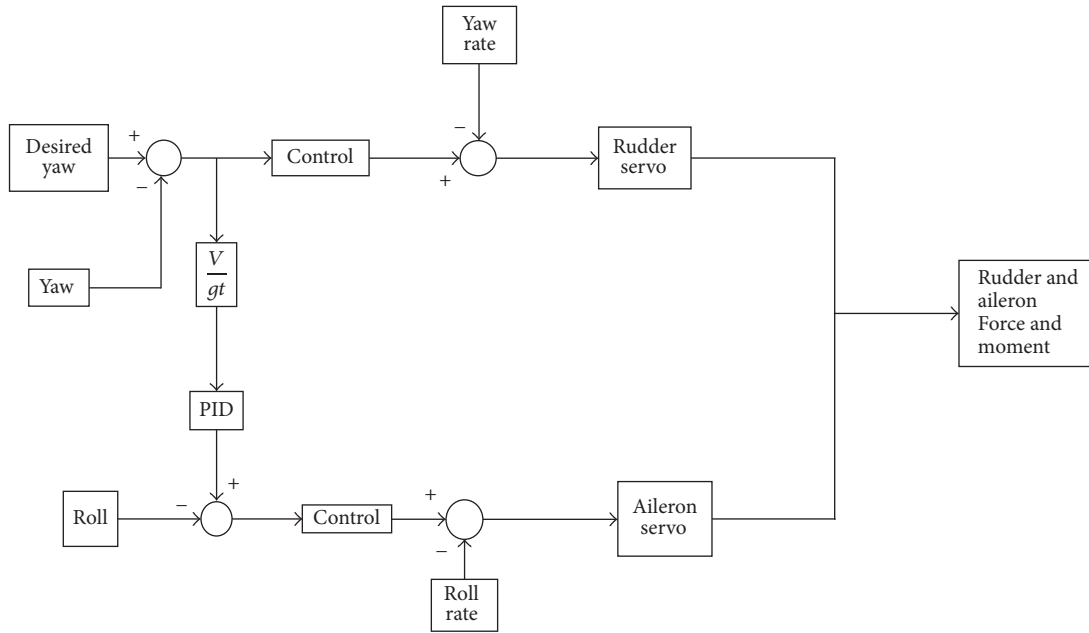 Yaw
rate
−
+
Desired
yaw
Control
Rudder
servo
−
+
Yaw
V
gt
Rudder and
aileron
Force and
moment
PID
+
−
+
Roll
Control
Aileron
servo
−
Roll
rate